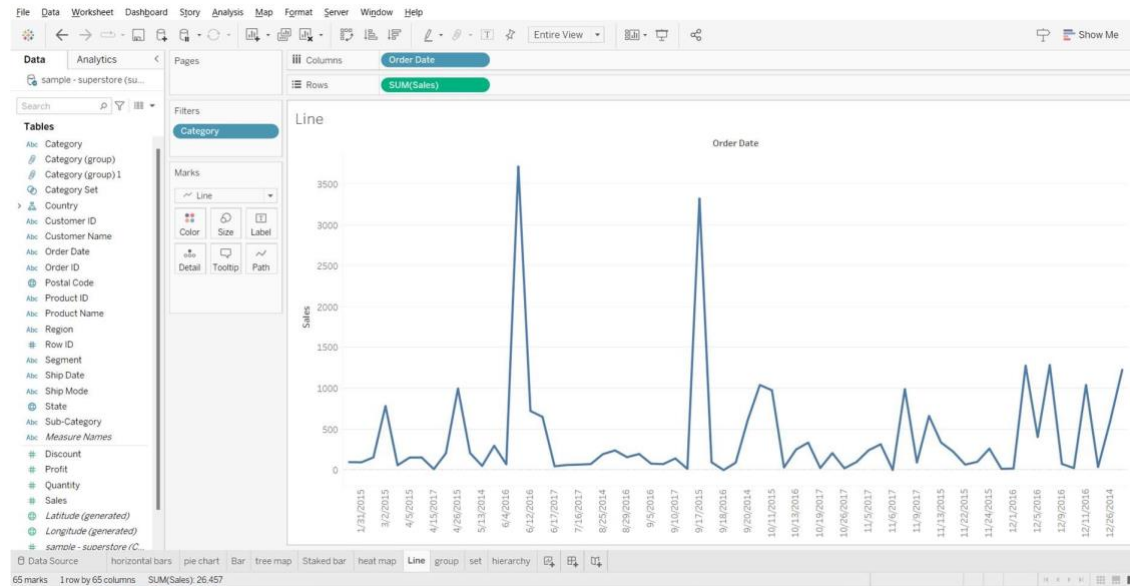 File Data Worksheet Dashboard Story Analysis Map Format Server Window Help
Entire View
Show Me
Data Analytics
sample - superstore (su...
Search
Tables
Abc Category
Category (group)
Category (group) 1
Category Set
Country
Abc Customer ID
Abc Customer Name
Abc Order Date
Abc Order ID
Postal Code
Abc Product ID
Abc Product Name
Abc Region
# Row ID
Abc Segment
Abc Ship Date
Abc Ship Mode
State
Abc Sub-Category
Abc Measure Names
# Discount
# Profit
# Quantity
# Sales
Latitude (generated)
Longitude (generated)
# sample - superstore (C...
Pages
Filters
Category
Marks
Line
Color Size Label
Detail Tooltip Path
Columns Order Date
Rows SUM(Sales)
Line
Order Date
Sales
3500
3000
2500
2000
1500
1000
500
0
1/31/2015
3/2/2015
4/5/2015
4/15/2017
4/26/2015
5/13/2014
6/4/2016
6/12/2016
6/17/2017
7/16/2017
8/25/2014
8/29/2016
9/5/2016
9/10/2017
9/17/2015
9/18/2016
9/20/2014
10/11/2015
10/13/2016
10/19/2017
10/26/2017
11/5/2017
11/6/2017
11/9/2017
11/13/2015
11/22/2015
11/24/2015
12/1/2016
12/5/2016
12/9/2016
12/11/2016
12/26/2014
Data Source horizontal bars pie chart Bar tree map Staked bar heat map Line group set hierarchy
65 marks 1 row by 65 columns SUM(Sales): 26.457